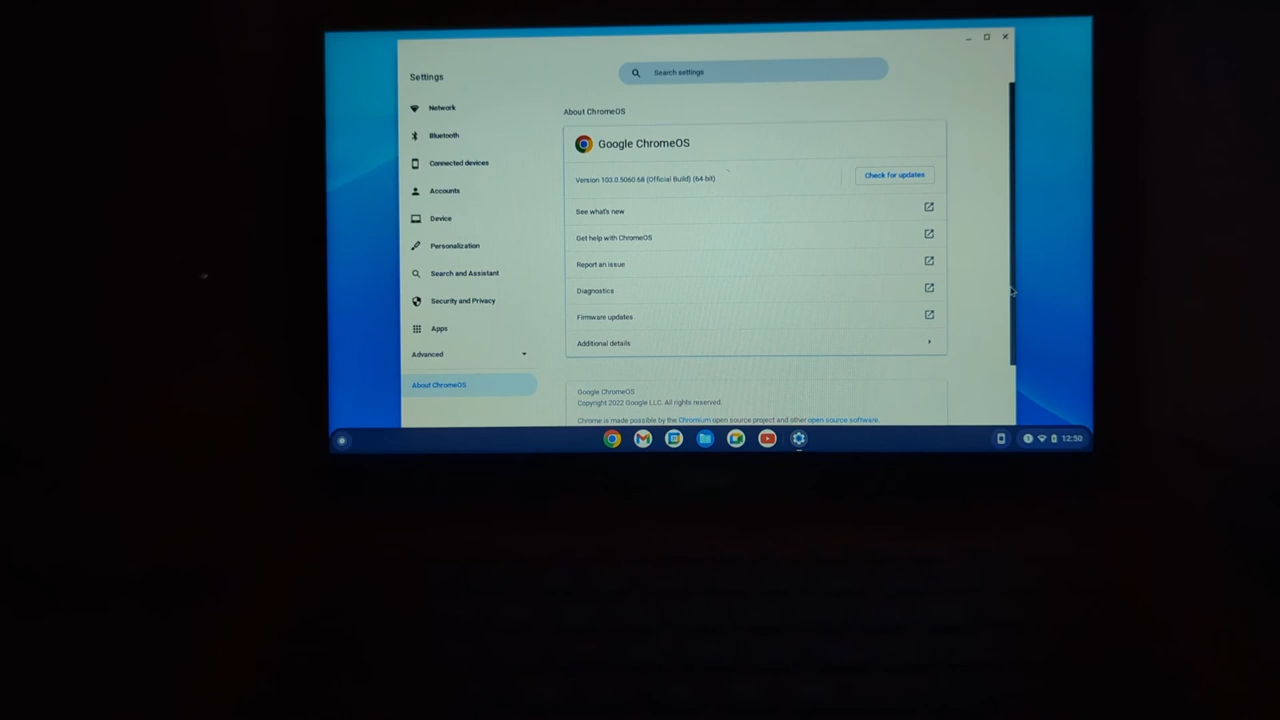 Settings
Search settings
Network
Bluetooth
Connected devices
Accounts
Device
Personalization
Search and Assistant
Security and Privacy
Apps
Advanced
About ChromeOS
About ChromeOS
Google ChromeOS
Version 103.0.5060.68 (Official Build) (64-bit)
Check for updates
See what's new
Get help with ChromeOS
Report an issue
Diagnostics
Firmware updates
Additional details
Google ChromeOS
Copyright 2022 Google LLC. All rights reserved.
Chrome is made possible by the Chromium open source project and other open source software.
12:50